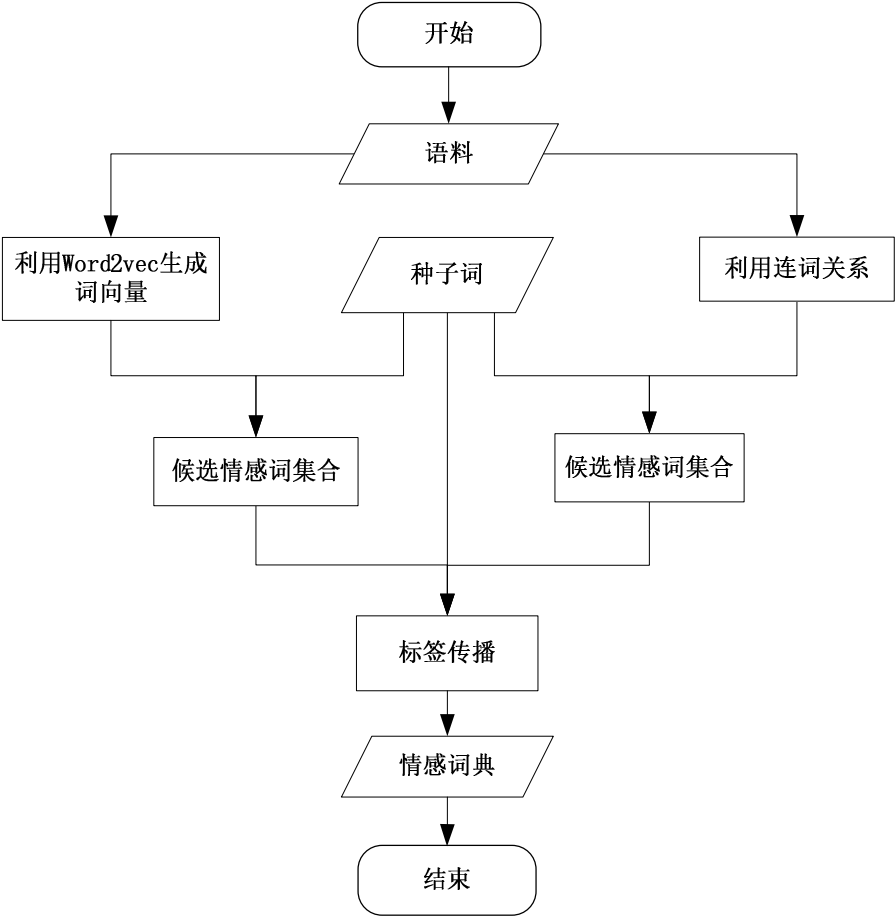 开始
语料
利用Word2vec生成
词向量
种子词
利用连词关系
候选情感词集合
候选情感词集合
标签传播
情感词典
结束